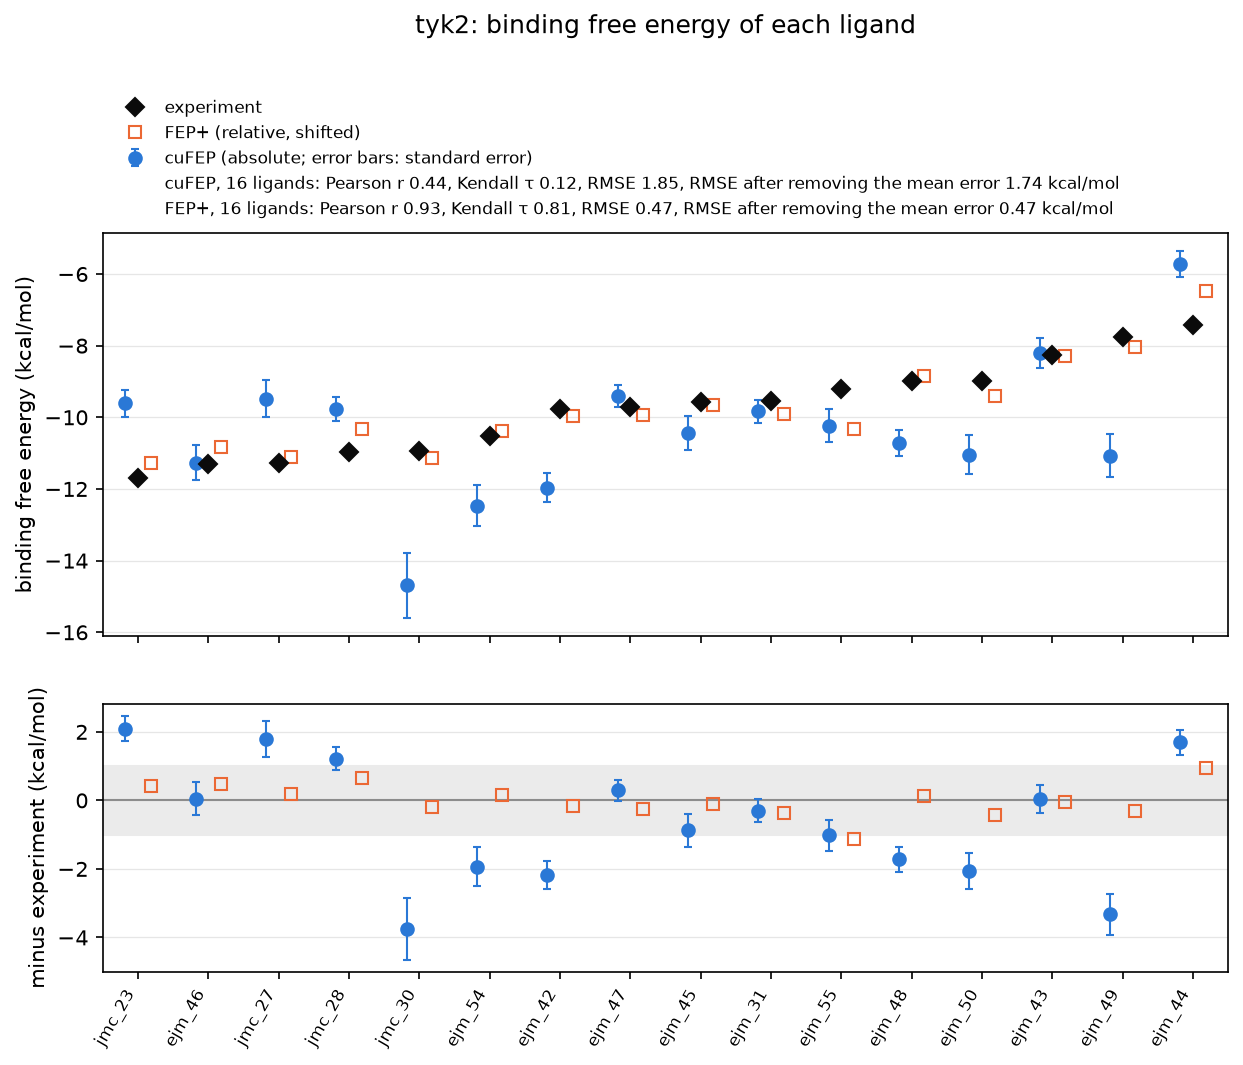 tyk2: binding free energy of each ligand
experiment
FEP+ (relative, shifted)
cuFEP (absolute; error bars: standard error)
cuFEP, 16 ligands: Pearson r 0.44, Kendall τ 0.12, RMSE 1.85, RMSE after removing the mean error 1.74 kcal/mol
FEP+, 16 ligands: Pearson r 0.93, Kendall τ 0.81, RMSE 0.47, RMSE after removing the mean error 0.47 kcal/mol
binding free energy (kcal/mol)
−6
−8
−10
−12
−14
−16
minus experiment (kcal/mol)
2
0
−2
−4
jmc_23
ejm_46
jmc_27
jmc_28
jmc_30
ejm_54
ejm_42
ejm_47
ejm_45
ejm_31
ejm_55
ejm_48
ejm_50
ejm_43
ejm_49
ejm_44